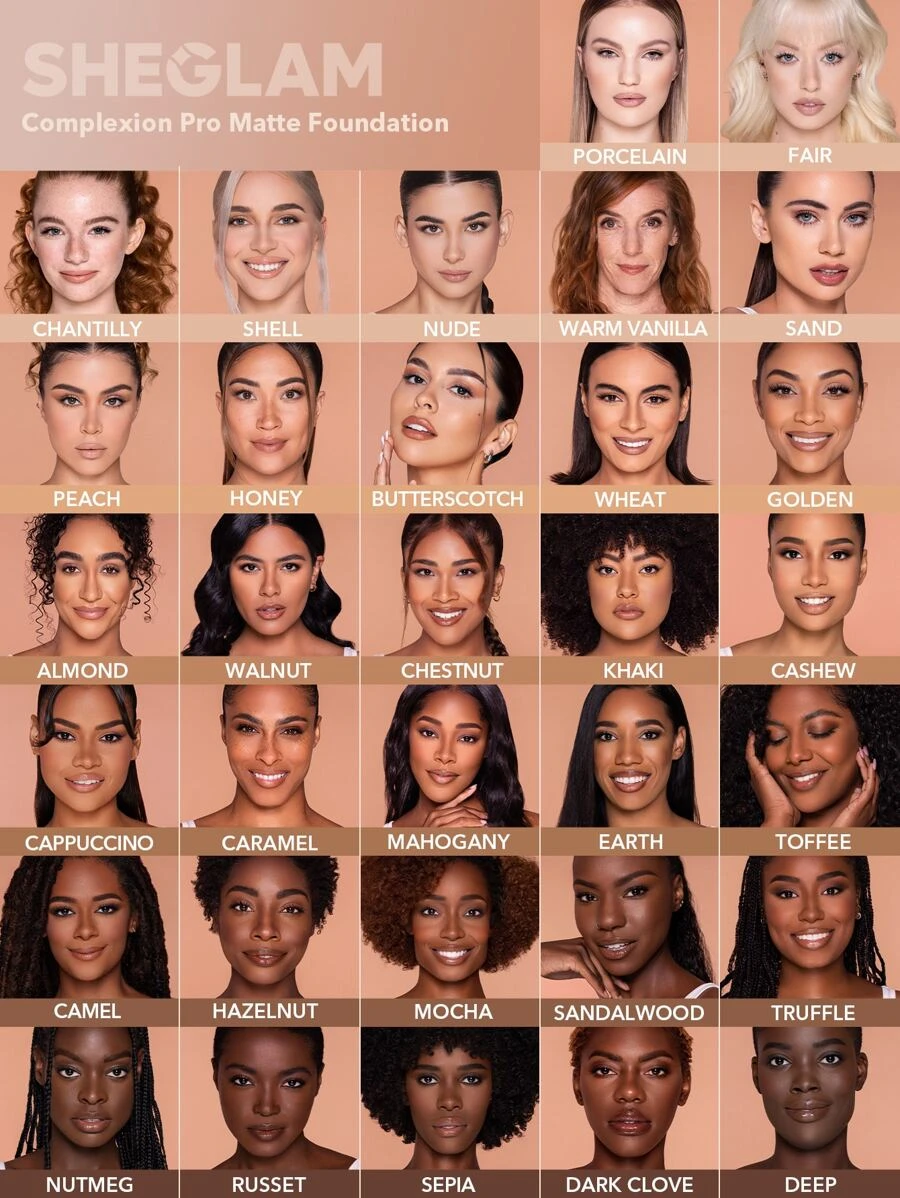 SHEGLAM
Complexion Pro Matte Foundation
PORCELAIN
FAIR
CHANTILLY
SHELL
NUDE
WARM VANILLA
SAND
PEACH
HONEY
BUTTERSCOTCH
WHEAT
GOLDEN
ALMOND
WALNUT
CHESTNUT
KHAKI
CASHEW
CAPPUCCINO
CARAMEL
MAHOGANY
EARTH
TOFFEE
CAMEL
HAZELNUT
MOCHA
SANDALWOOD
TRUFFLE
NUTMEG
RUSSET
SEPIA
DARK CLOVE
DEEP